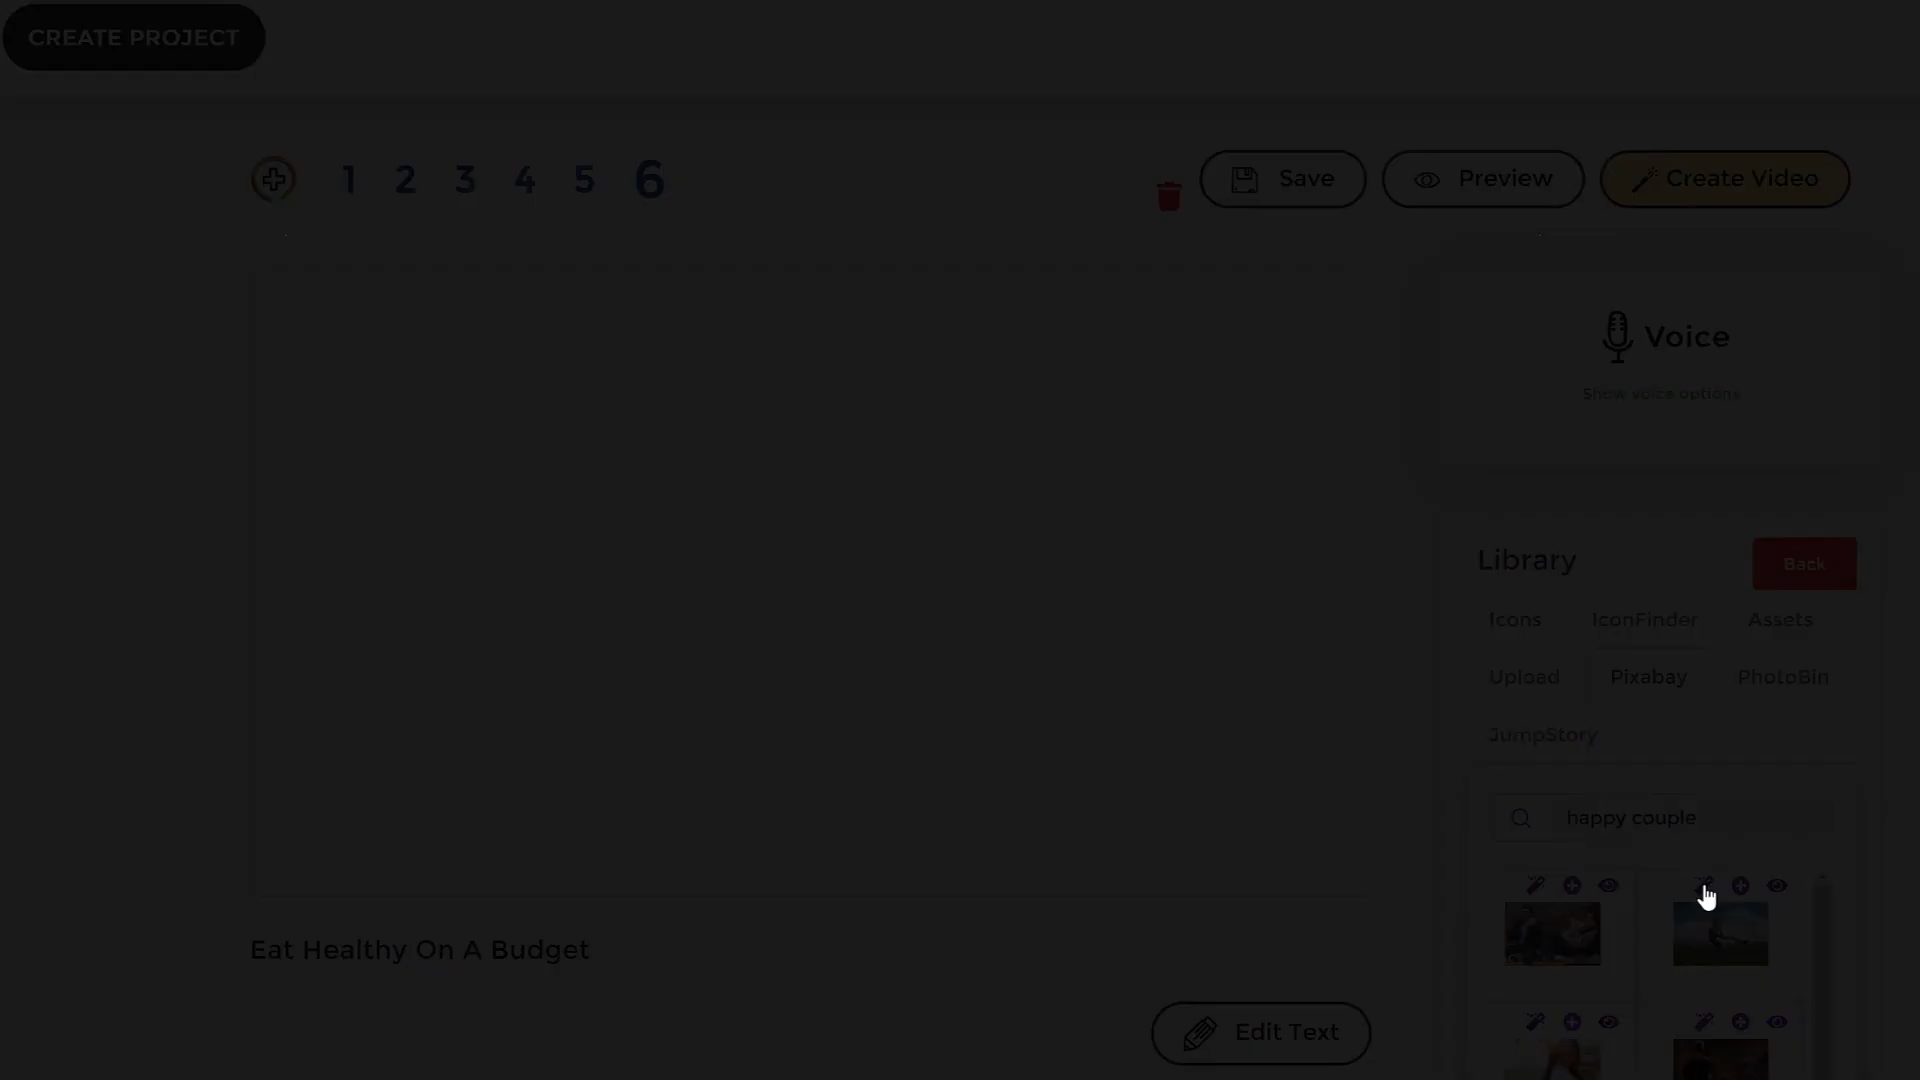 CREATE PROJECT
1 2 3 4 5 6
Save
Preview
Create Video
Voice
Show voice options
Library
Back
Icons
IconFinder
Assets
Upload
Pixabay
PhotoBin
JumpStory
happy couple
Eat Healthy On A Budget
Edit Text